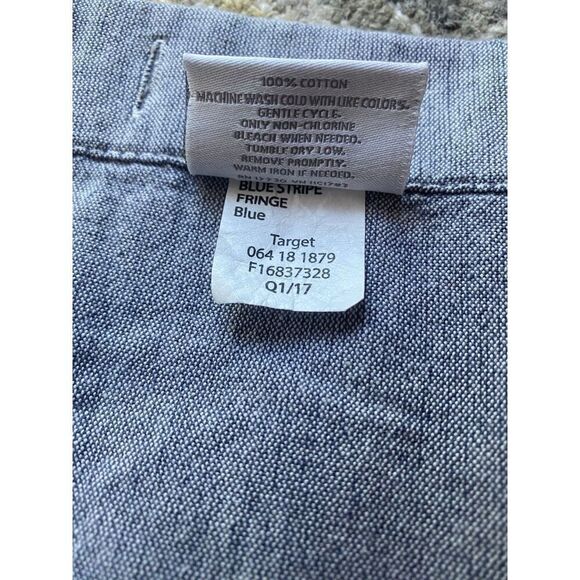 100% COTTON
MACHINE WASH COLD WITH LIKE COLORS.
GENTLE CYCLE.
ONLY NON-CHLORINE
BLEACH WHEN NEEDED.
TUMBLE DRY LOW.
REMOVE PROMPTLY.
WARM IRON IF NEEDED.
BLUE STRIPE
FRINGE
Blue
Target
064 18 1879
F16837328
Q1/17